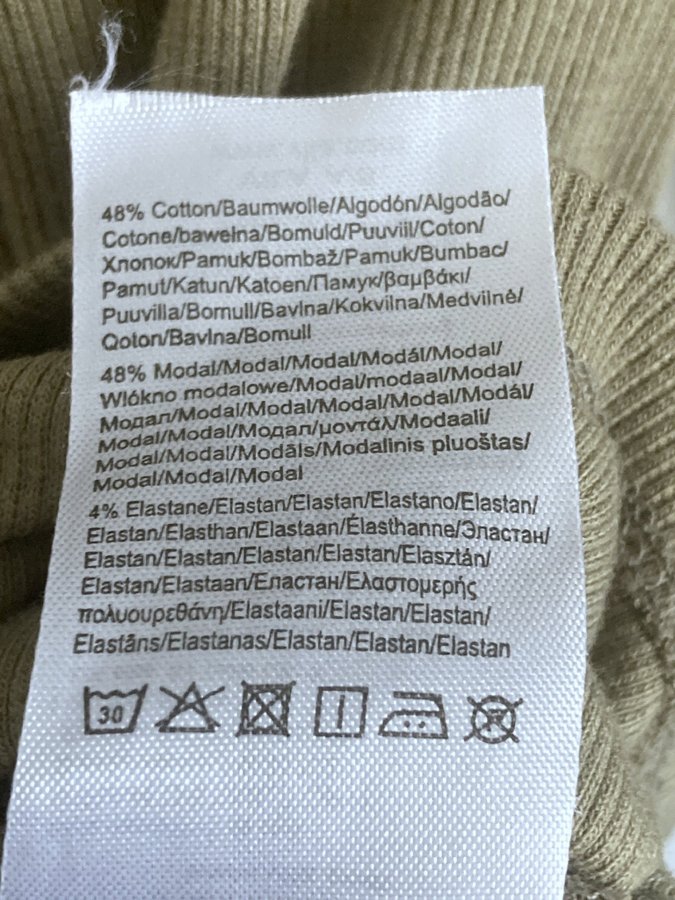 48% Cotton/Baumwolle/Algodón/Algodão/
Cotone/bawełna/Bomuld/Puuviil/Coton/
Хлопок/Pamuk/Bombaž/Pamuk/Bumbac/
Pamut/Katun/Katoen/Памук/βαμβάκι/
Puuvilla/Bomull/Bavlna/Kokvilna/Medvilnė/
Qoton/Bavlna/Bomull
48% Modal/Modal/Modal/Modál/Modal/
Wlókno modalowe/Modal/modaal/Modal/
Модал/Modal/Modal/Modal/Modal/Modál/
Modal/Modal/Модал/μοντάλ/Modaali/
Modal/Modal/Modāls/Modalinis pluoštas/
Modal/Modal/Modal
4% Elastane/Elastan/Elastan/Elastano/Elastan/
Elastan/Elasthan/Elastaan/Élasthanne/Эластан/
Elastan/Elastan/Elastan/Elastan/Elasztán/
Elastan/Elastaan/Еластан/Ελαστομερής
πολυουρεθάνη/Elastaani/Elastan/Elastan/
Elastāns/Elastanas/Elastan/Elastan/Elastan
30